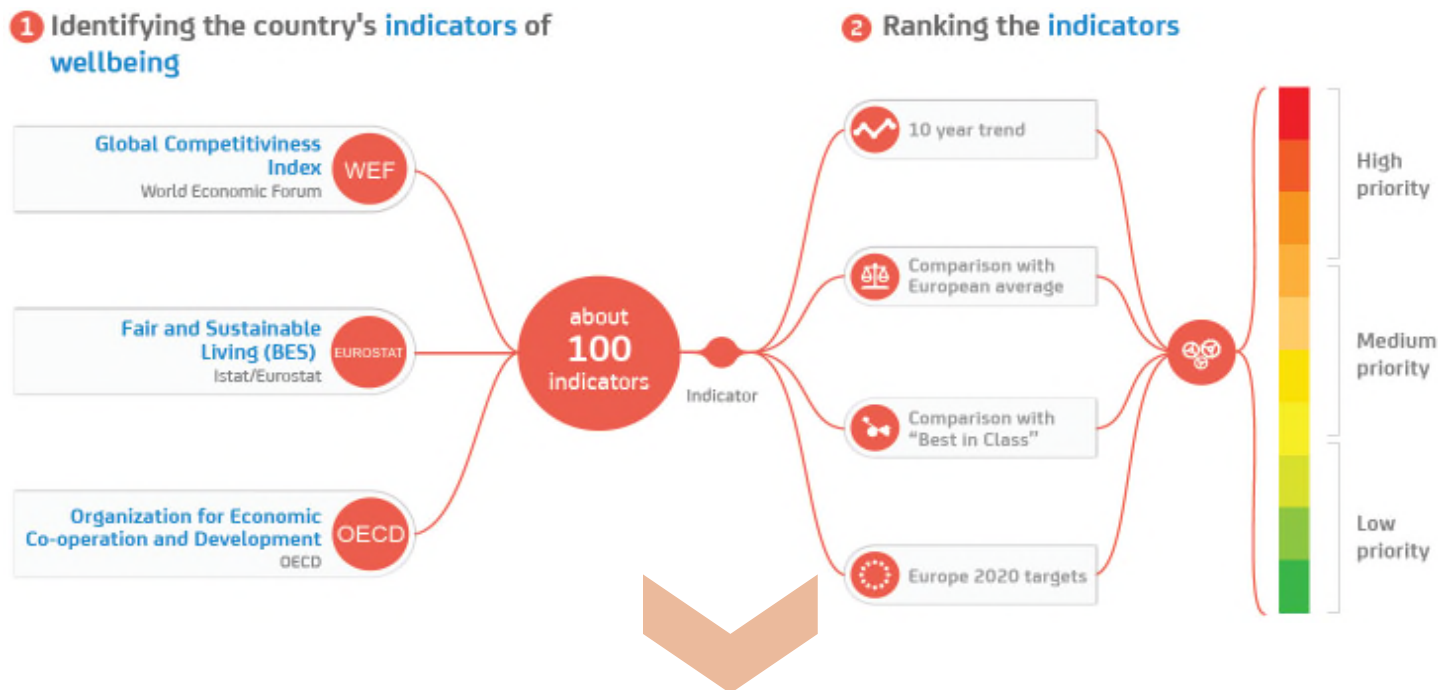 1 Identifying the country's indicators of
wellbeing
Global Competitiviness
Index
World Economic Forum
WEF
Fair and Sustainable
Living (BES)
Istat/Eurostat
EUROSTAT
Organization for Economic
Co-operation and Development
OECD
OECD
about
100
indicators
Indicator
2 Ranking the indicators
10 year trend
Comparison with
European average
Comparison with
“Best in Class”
Europe 2020 targets
High
priority
Medium
priority
Low
priority